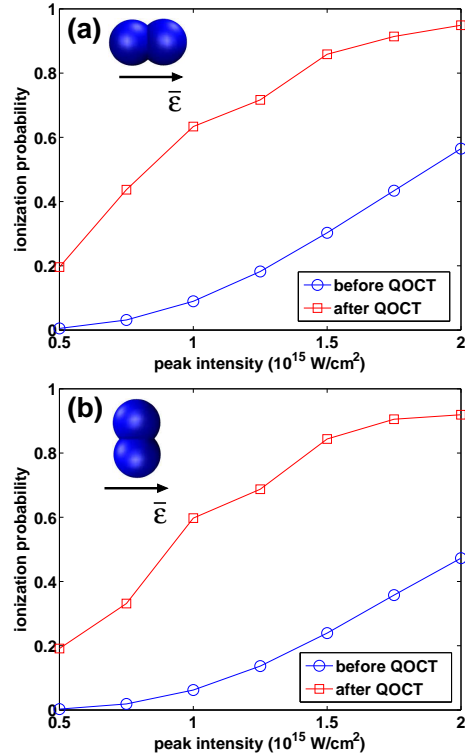 (a)
ε̄
ionization probability
1
0.8
0.6
0.4
0.2
0
before QOCT
after QOCT
0.5 1 1.5 2
peak intensity (10¹⁵ W/cm²)
(b)
ε̄
ionization probability
1
0.8
0.6
0.4
0.2
0
before QOCT
after QOCT
0.5 1 1.5 2
peak intensity (10¹⁵ W/cm²)